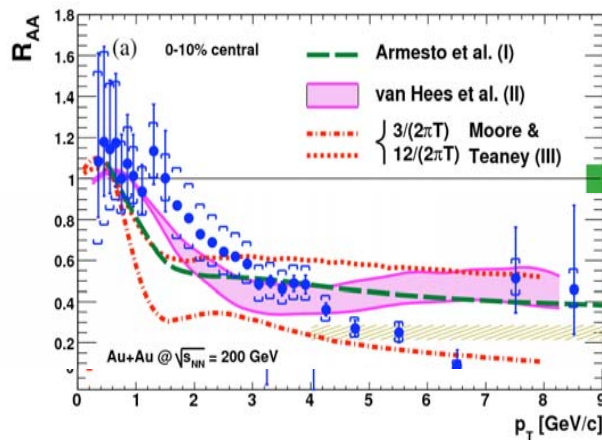 R_AA
1.8
1.6
1.4
1.2
1
0.8
0.6
0.4
0.2
(a)
0-10% central
Armesto et al. (I)
van Hees et al. (II)
3/(2πT) Moore &
12/(2πT) Teaney (III)
Au+Au @ √s_NN = 200 GeV
0 1 2 3 4 5 6 7 8 9
p_T [GeV/c]